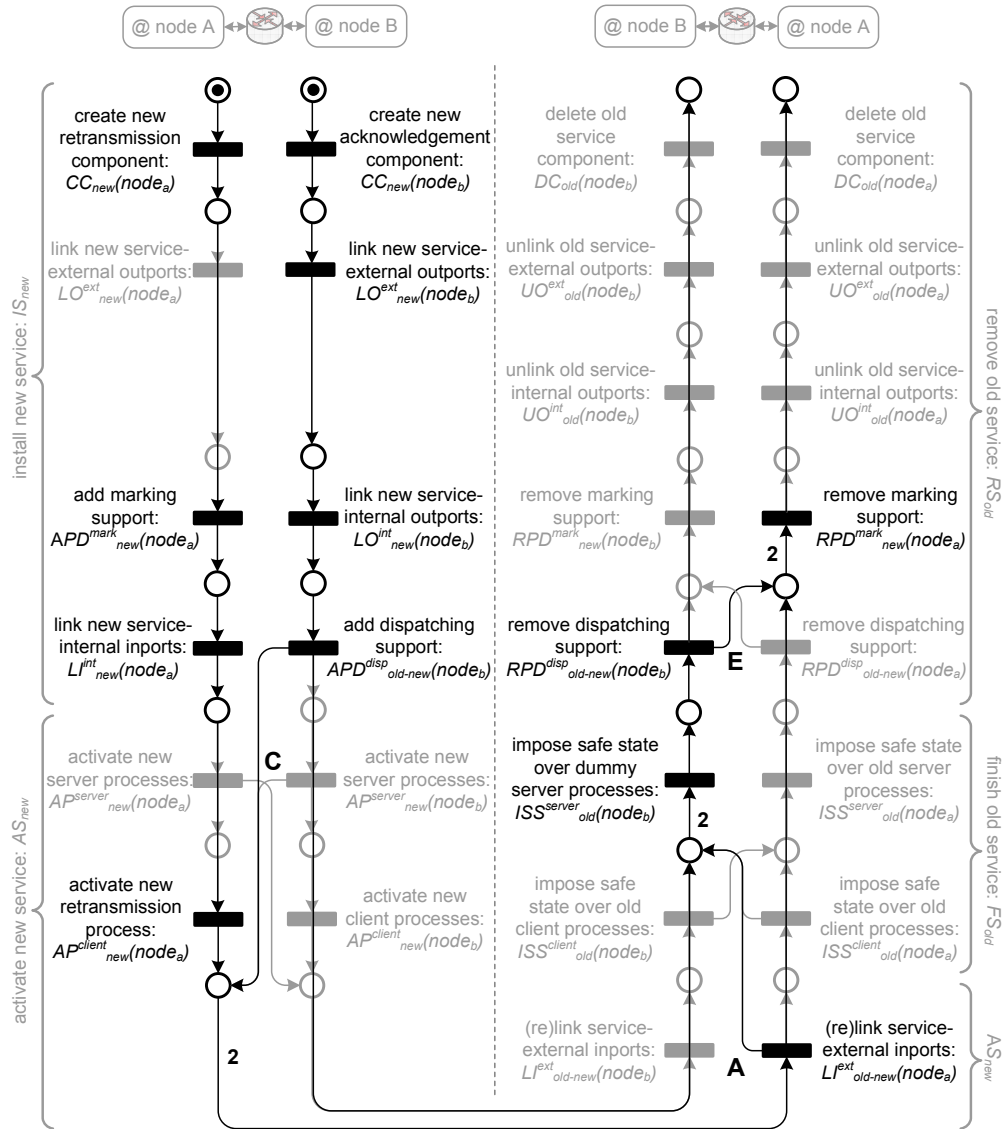 @ node A
@ node B
@ node B
@ node A
install new service: IS_new
activate new service: AS_new
create new
retransmission
component:
CC_new(node_a)
create new
acknowledgement
component:
CC_new(node_b)
link new service-
external outports:
LO^ext_new(node_a)
link new service-
external outports:
LO^ext_new(node_b)
add marking
support:
APD^mark_new(node_a)
link new service-
internal outports:
LO^int_new(node_b)
link new service-
internal inports:
LI^int_new(node_a)
add dispatching
support:
APD^disp_old-new(node_b)
C
activate new
server processes:
AP^server_new(node_a)
activate new
server processes:
AP^server_new(node_b)
activate new
retransmission
process:
AP^client_new(node_a)
activate new
client processes:
AP^client_new(node_b)
2
delete old
service
component:
DC_old(node_b)
delete old
service
component:
DC_old(node_a)
unlink old service-
external outports:
UO^ext_old(node_b)
unlink old service-
external outports:
UO^ext_old(node_a)
unlink old service-
internal outports:
UO^int_old(node_b)
unlink old service-
internal outports:
UO^int_old(node_a)
remove marking
support:
RPD^mark_new(node_b)
remove marking
support:
RPD^mark_new(node_a)
2
remove dispatching
support:
RPD^disp_old-new(node_b)
E
remove dispatching
support:
RPD^disp_old-new(node_a)
impose safe state
over dummy
server processes:
ISS^server_old(node_b)
impose safe state
over old server
processes:
ISS^server_old(node_a)
2
impose safe
state over old
client processes:
ISS^client_old(node_b)
impose safe
state over old
client processes:
ISS^client_old(node_a)
(re)link service-
external inports:
LI^ext_old-new(node_b)
A
(re)link service-
external inports:
LI^ext_old-new(node_a)
remove old service: RS_old
finish old service: FS_old
AS_new